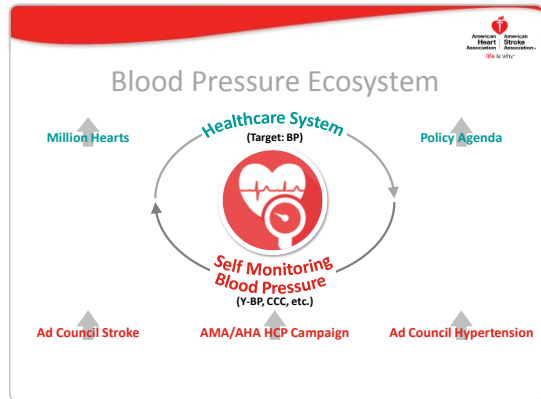 American
Heart
Association
American
Stroke
Association®
life is why™
Blood Pressure Ecosystem
Million Hearts
Healthcare System
(Target: BP)
Policy Agenda
Self Monitoring
Blood Pressure
(Y-BP, CCC, etc.)
Ad Council Stroke
AMA/AHA HCP Campaign
Ad Council Hypertension